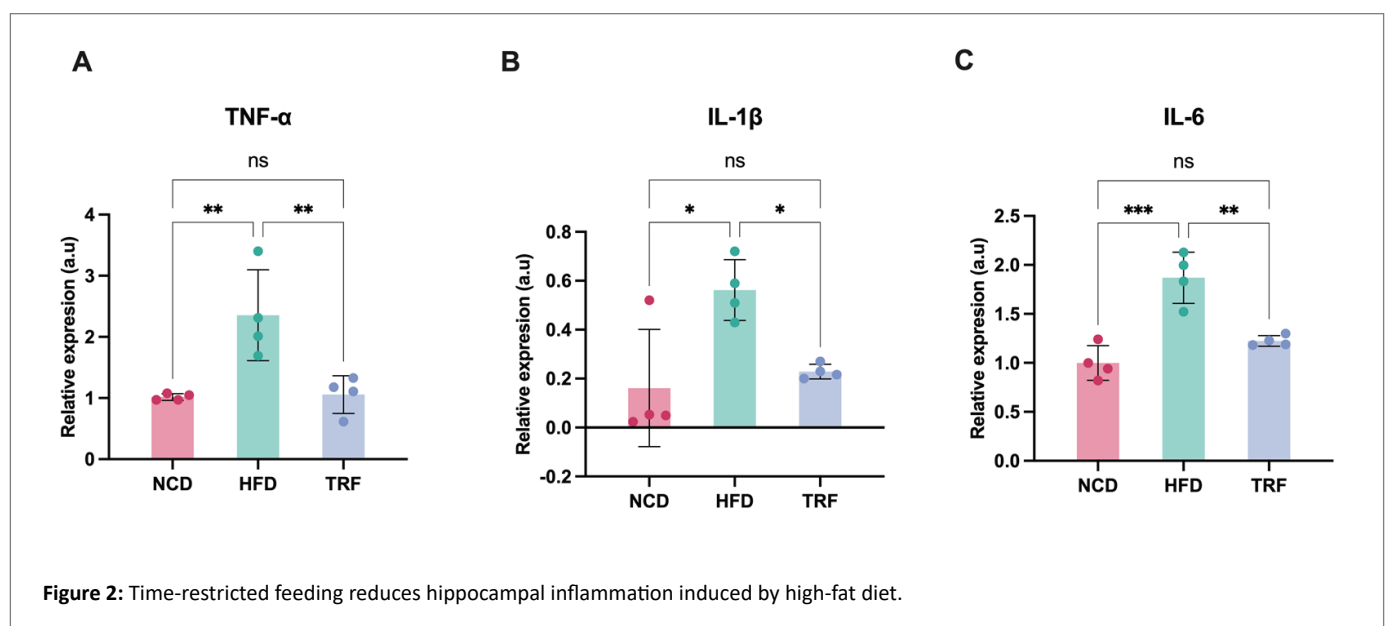 A
TNF-α
ns
** **
4
3
2
1
0
Relative expresion (a.u)
NCD HFD TRF
B
IL-1β
ns
* *
0.8
0.6
0.4
0.2
0.0
-0.2
Relative expresion (a.u)
NCD HFD TRF
C
IL-6
ns
*** **
2.5
2.0
1.5
1.0
0.5
0.0
Relative expresion (a.u)
NCD HFD TRF
Figure 2: Time-restricted feeding reduces hippocampal inflammation induced by high-fat diet.